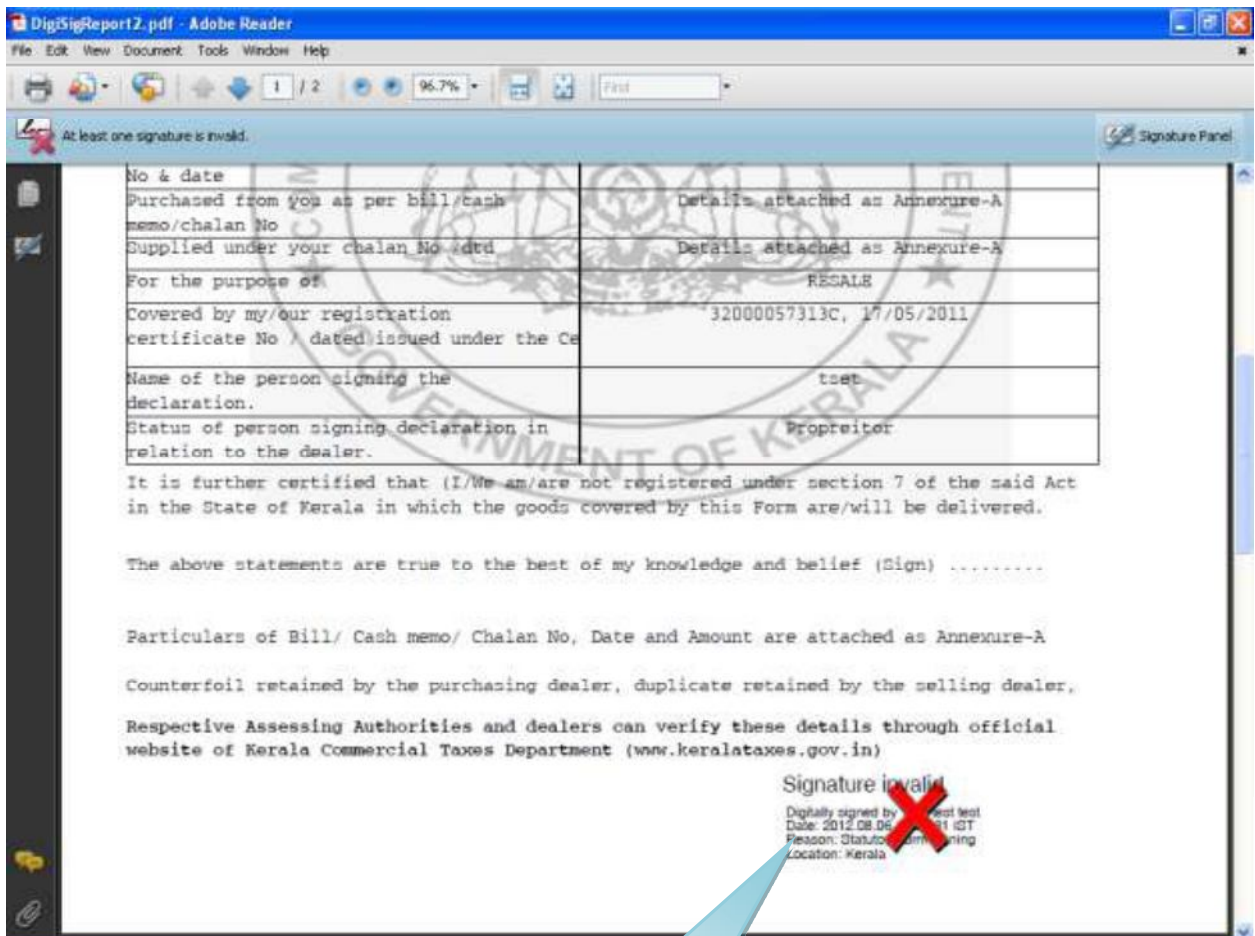 DigiSigReport2.pdf - Adobe Reader
File Edit View Document Tools Window Help
1 / 2 96.7% Find
At least one signature is invalid. Signature Panel
No & date
Purchased from you as per bill/cash Details attached as Annexure-A
memo/chalan No
Supplied under your chalan No /dtd Details attached as Annexure-A
For the purpose of RESALE
Covered by my/our registration 32000057313C, 17/05/2011
certificate No / dated issued under the Ce
Name of the person signing the tset
declaration.
Status of person signing declaration in Propreitor
relation to the dealer.
GOVERNMENT OF KERALA
It is further certified that (I/We am/are not registered under section 7 of the said Act
in the State of Kerala in which the goods covered by this Form are/will be delivered.
The above statements are true to the best of my knowledge and belief (Sign) .........
Particulars of Bill/ Cash memo/ Chalan No, Date and Amount are attached as Annexure-A
Counterfoil retained by the purchasing dealer, duplicate retained by the selling dealer,
Respective Assessing Authorities and dealers can verify these details through official
website of Kerala Commercial Taxes Department (www.keralataxes.gov.in)
Signature invalid
Digitally signed by test test
Date: 2012.08.06 31 IST
Reason:
Location: Kerala